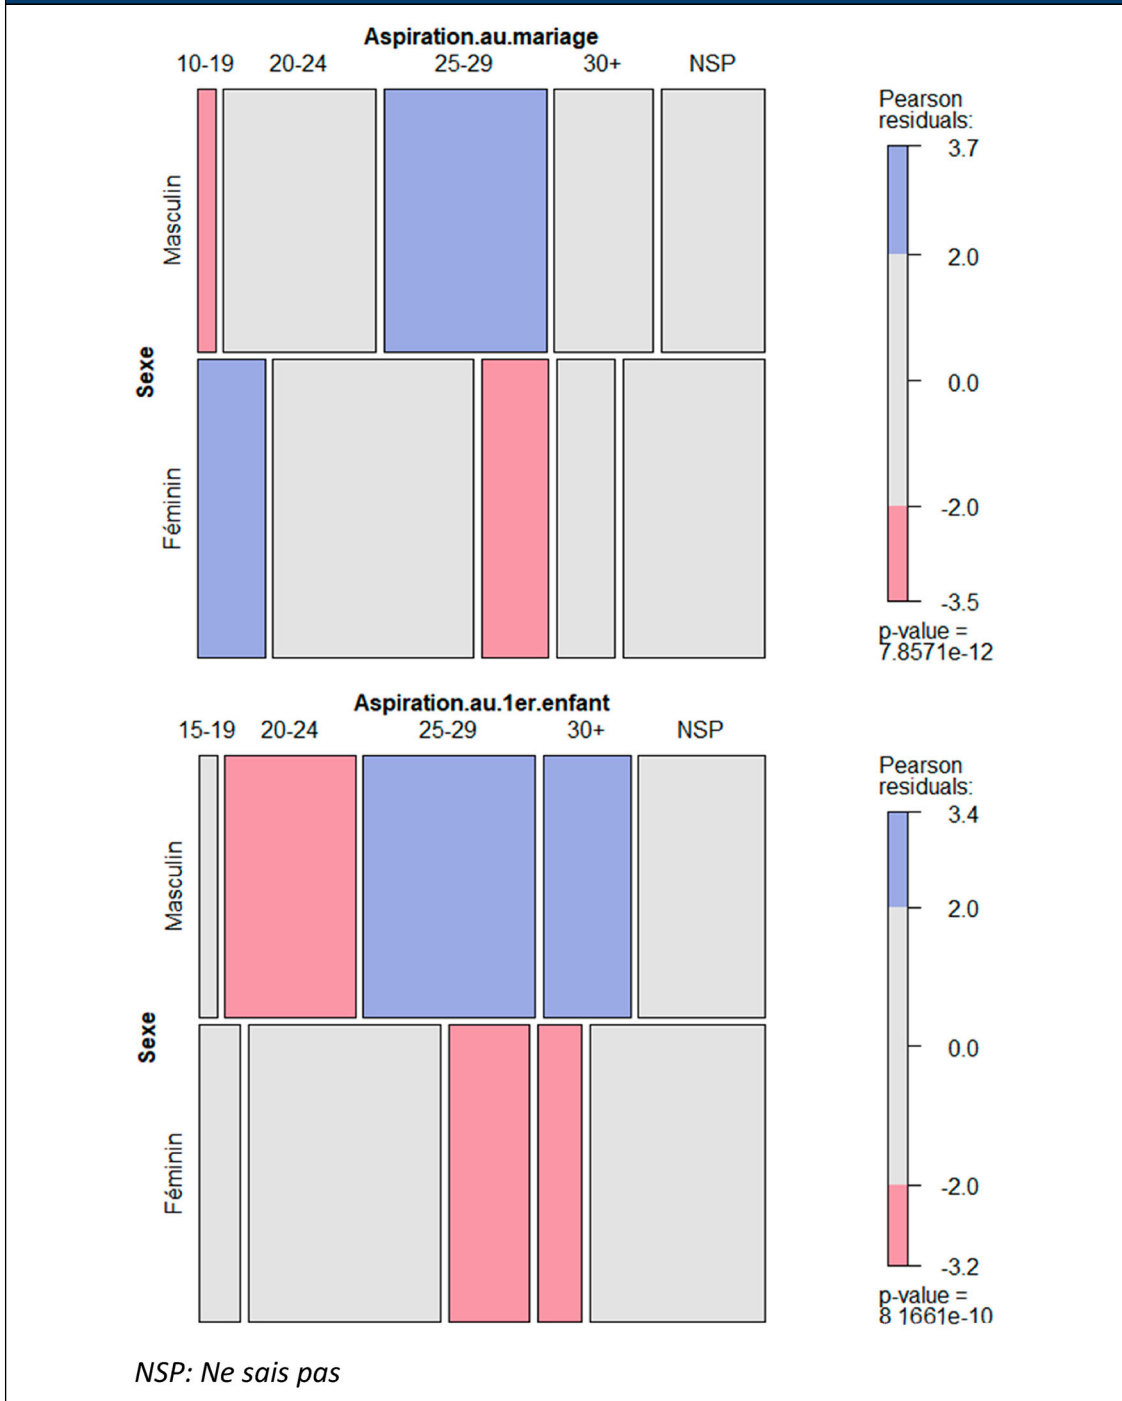 Aspiration.au.mariage
10-19 20-24 25-29 30+ NSP
Pearson
residuals:
3.7
2.0
0.0
-2.0
-3.5
p-value =
7.8571e-12
Masculin
Sexe
Féminin
Aspiration.au.1er.enfant
15-19 20-24 25-29 30+ NSP
Pearson
residuals:
3.4
2.0
0.0
-2.0
-3.2
p-value =
8 1661e-10
Masculin
Sexe
Féminin
NSP: Ne sais pas